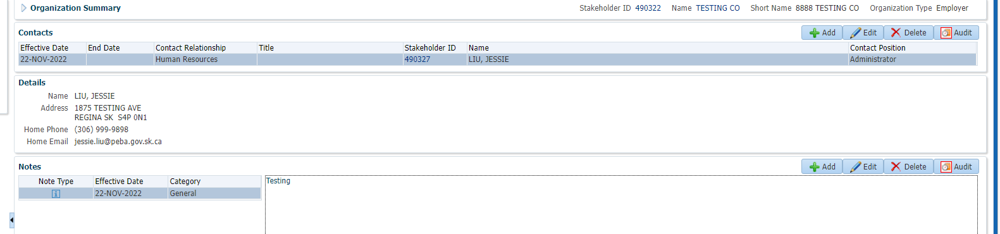 Organization Summary Stakeholder ID 490322 Name TESTING CO Short Name 8888 TESTING CO Organization Type Employer
Contacts Add Edit Delete Audit
Effective Date End Date Contact Relationship Title Stakeholder ID Name Contact Position
22-NOV-2022 Human Resources 490327 LIU, JESSIE Administrator
Details
Name LIU, JESSIE
Address 1875 TESTING AVE
REGINA SK S4P 0N1
Home Phone (306) 999-9898
Home Email jessie.liu@peba.gov.sk.ca
Notes Add Edit Delete Audit
Note Type Effective Date Category Testing
22-NOV-2022 General